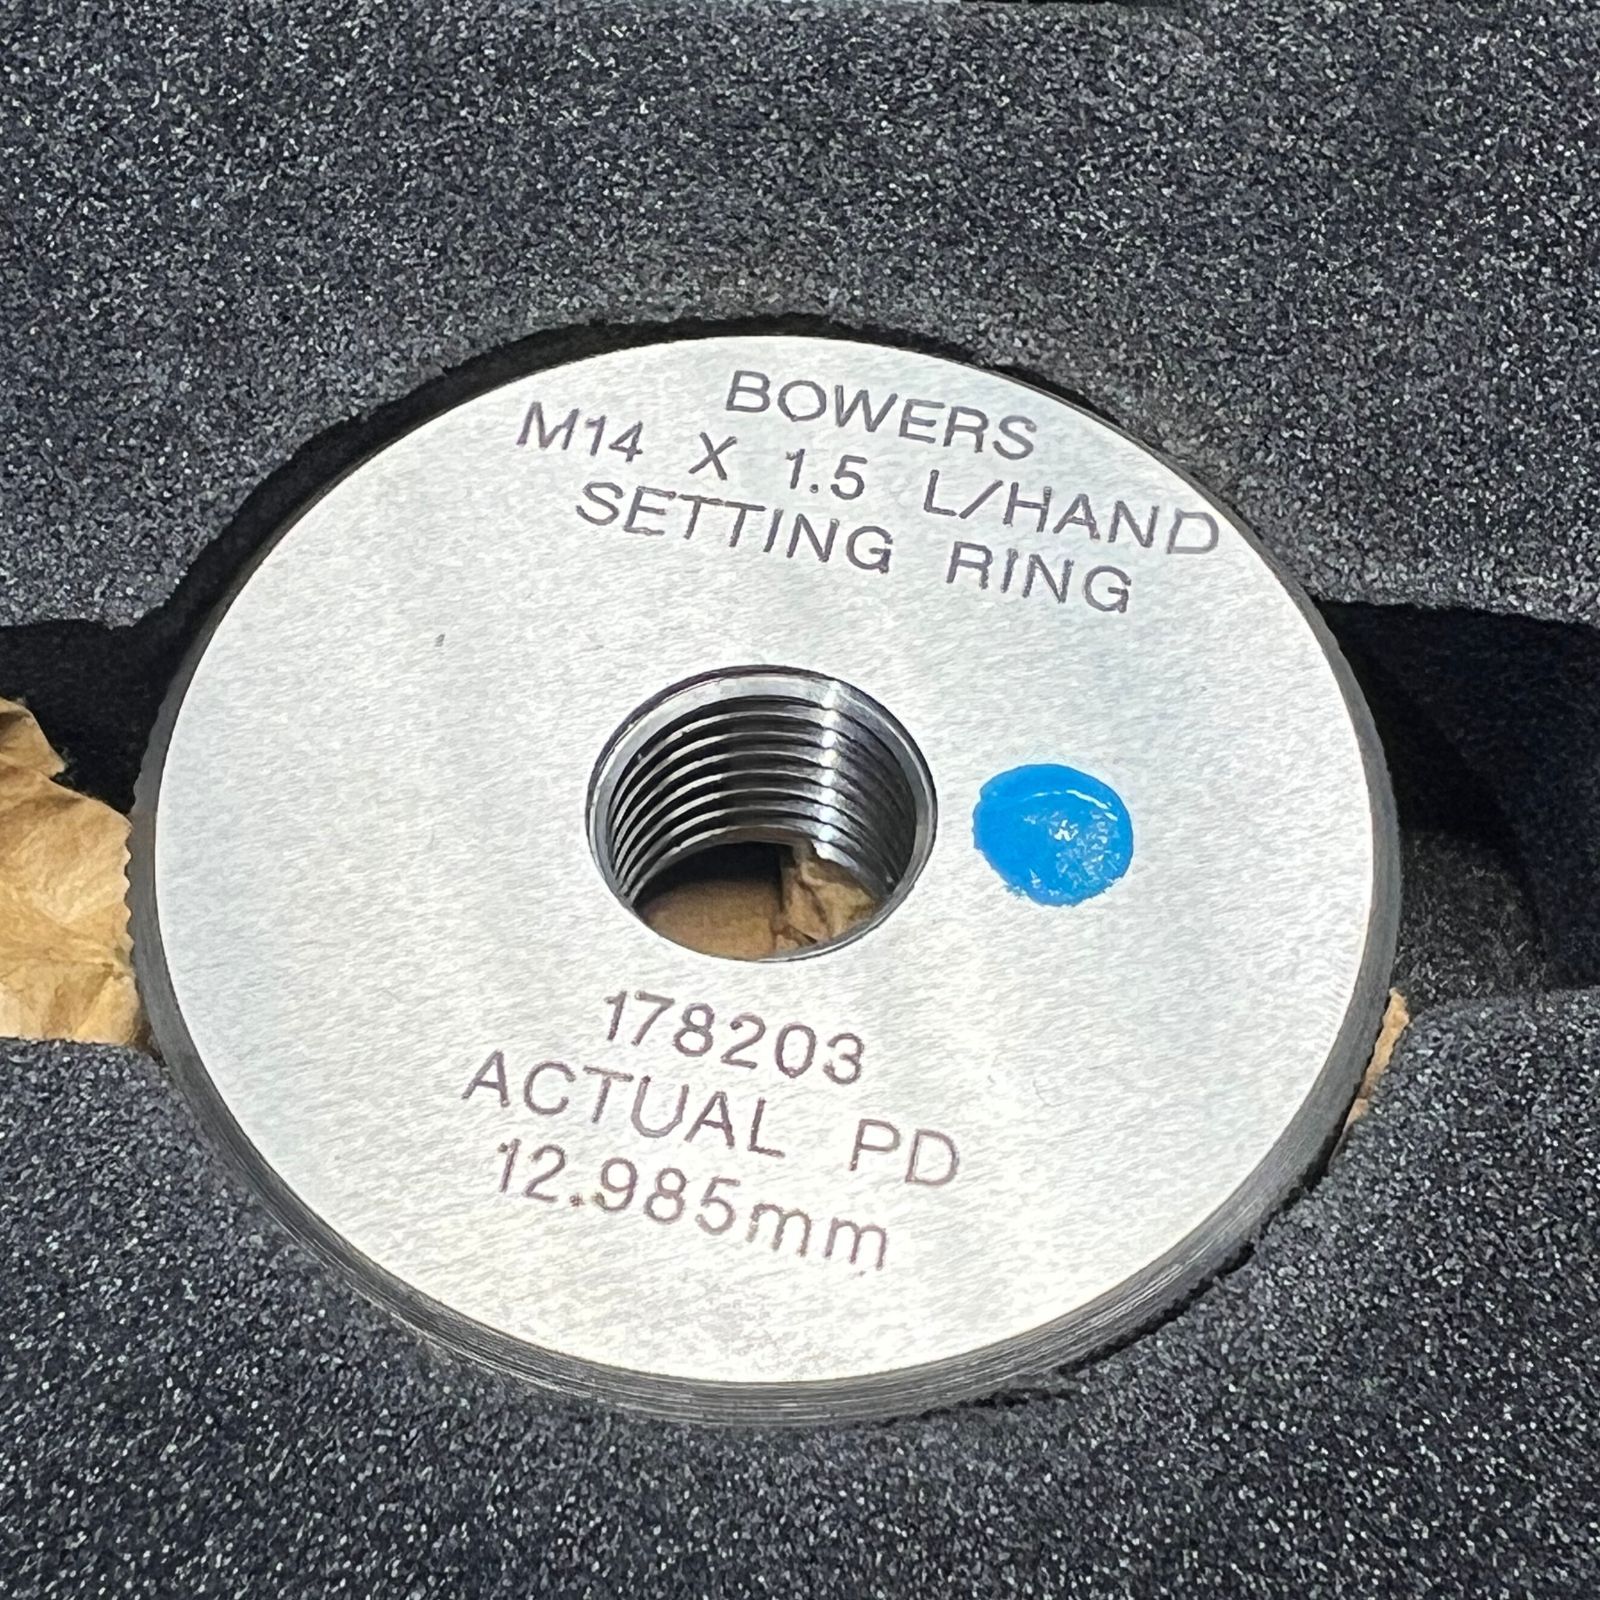 BOWERS
M14 X 1.5 L/HAND
SETTING RING
178203
ACTUAL PD
12.985mm